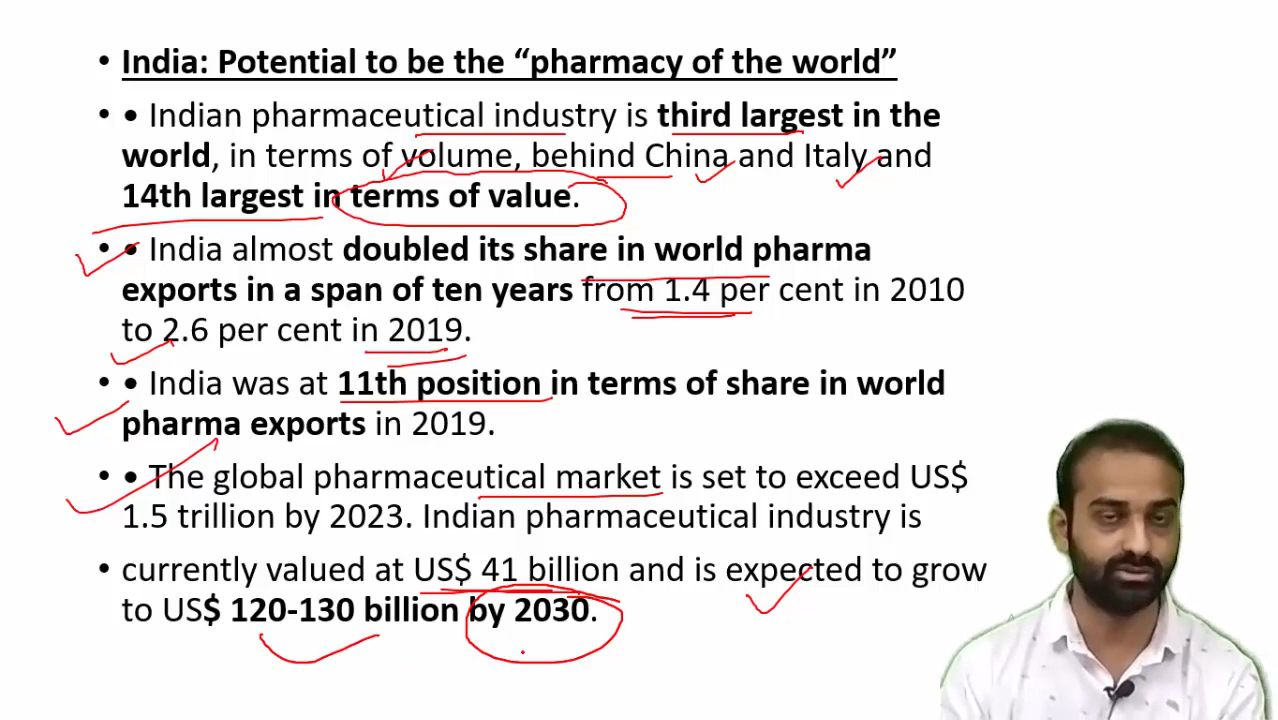 • India: Potential to be the “pharmacy of the world”
• • Indian pharmaceutical industry is third largest in the
world, in terms of volume, behind China and Italy and
14th largest in terms of value.
• • India almost doubled its share in world pharma
exports in a span of ten years from 1.4 per cent in 2010
to 2.6 per cent in 2019.
• • India was at 11th position in terms of share in world
pharma exports in 2019.
• • The global pharmaceutical market is set to exceed US$
1.5 trillion by 2023. Indian pharmaceutical industry is
• currently valued at US$ 41 billion and is expected to grow
to US$ 120-130 billion by 2030.